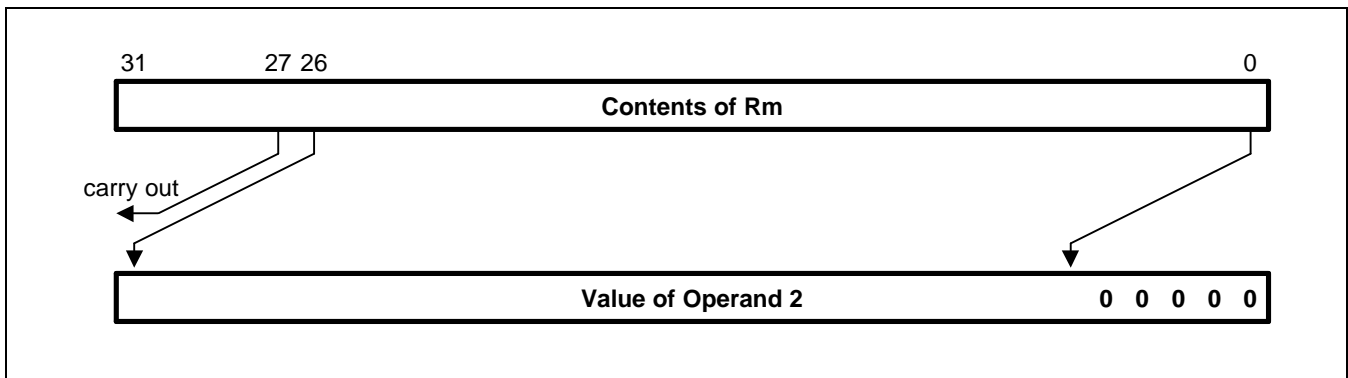 31 27 26 0
Contents of Rm
carry out
Value of Operand 2 0 0 0 0 0